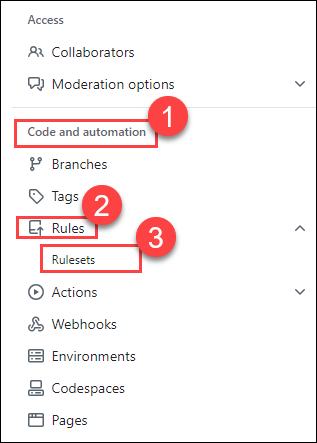 Access
Collaborators
Moderation options
Code and automation
1
Branches
Tags
2
Rules
3
Rulesets
Actions
Webhooks
Environments
Codespaces
Pages